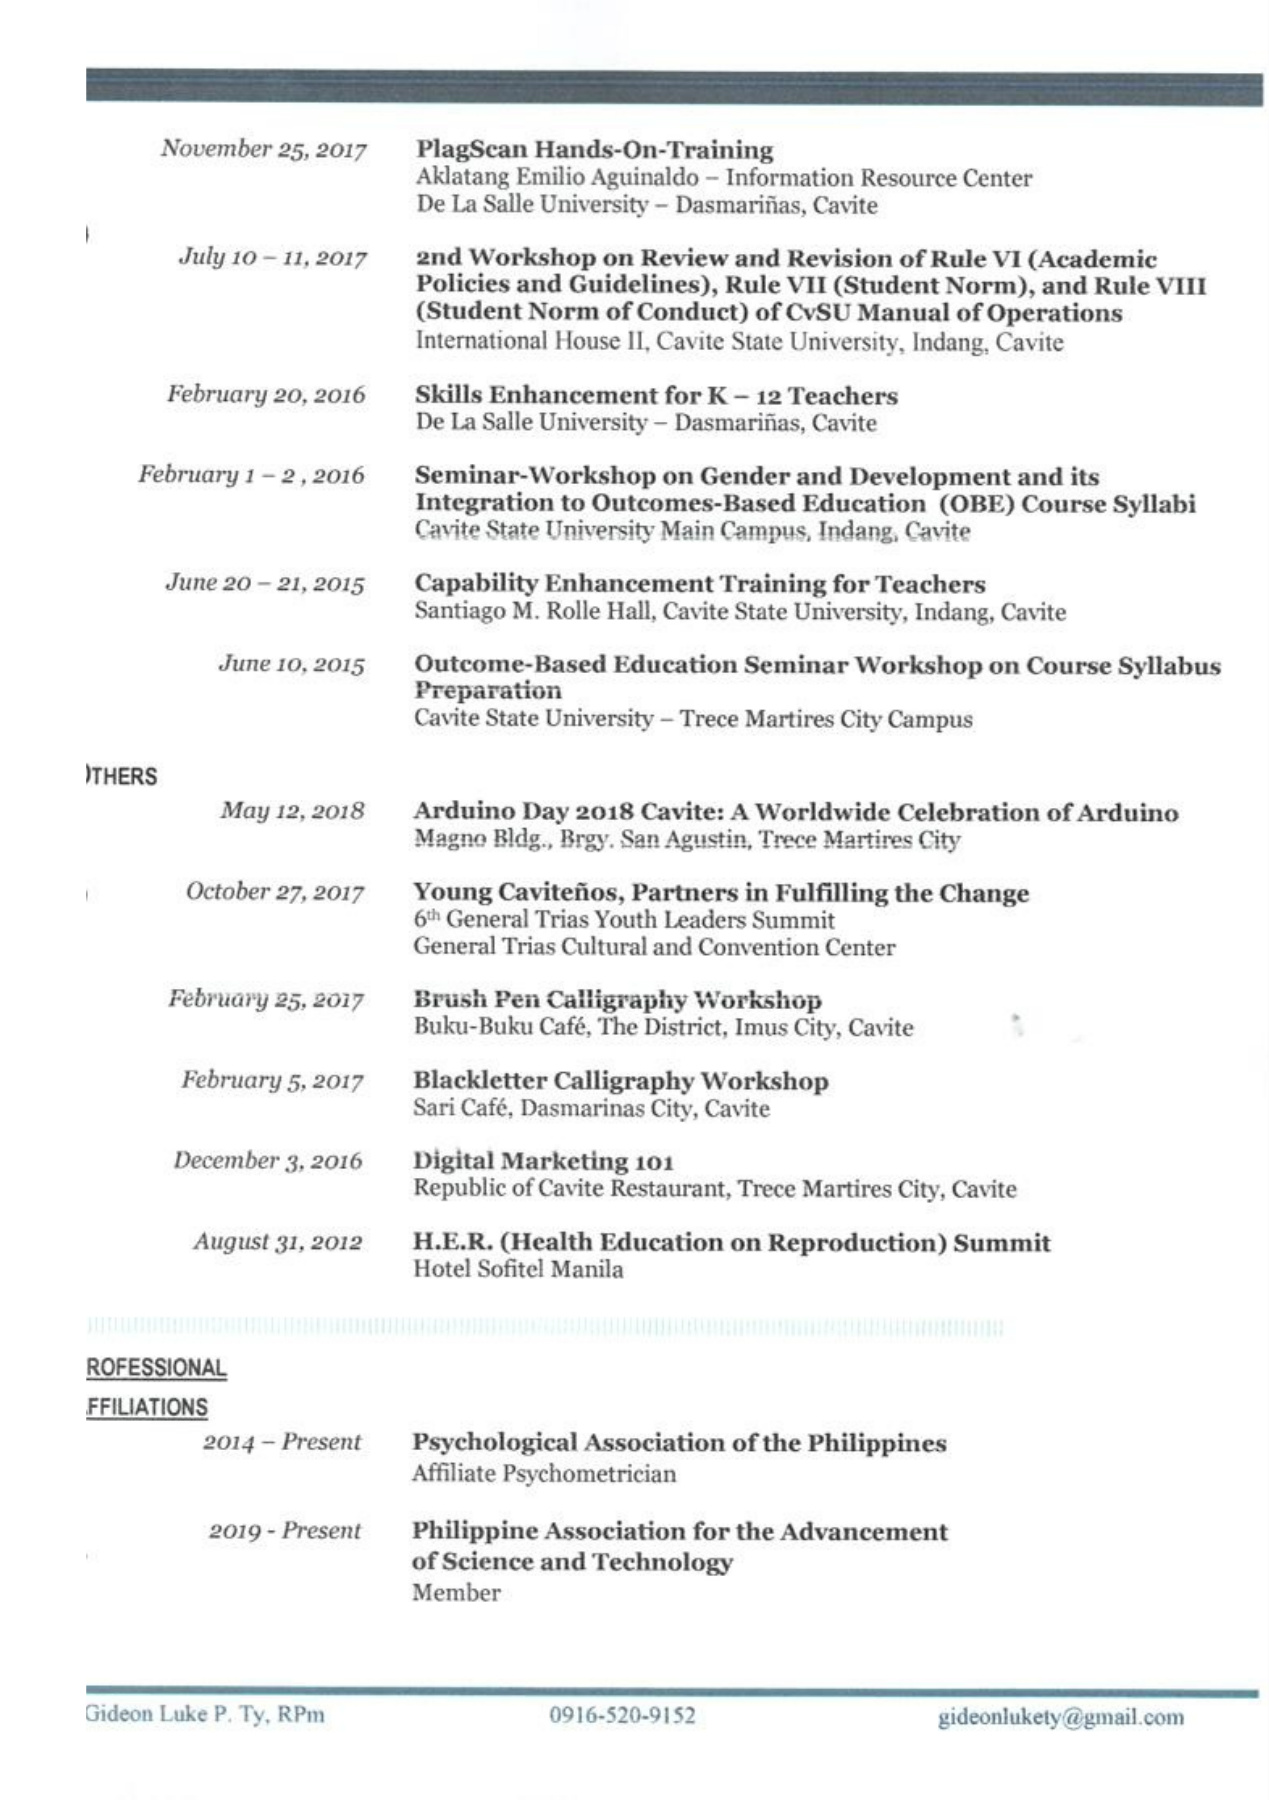 November 25, 2017 PlagScan Hands-On-Training
Aklatang Emilio Aguinaldo – Information Resource Center
De La Salle University – Dasmariñas, Cavite
July 10 – 11, 2017 2nd Workshop on Review and Revision of Rule VI (Academic
Policies and Guidelines), Rule VII (Student Norm), and Rule VIII
(Student Norm of Conduct) of CvSU Manual of Operations
International House II, Cavite State University, Indang, Cavite
February 20, 2016 Skills Enhancement for K – 12 Teachers
De La Salle University – Dasmariñas, Cavite
February 1 – 2 , 2016 Seminar-Workshop on Gender and Development and its
Integration to Outcomes-Based Education (OBE) Course Syllabi
Cavite State University Main Campus, Indang, Cavite
June 20 – 21, 2015 Capability Enhancement Training for Teachers
Santiago M. Rolle Hall, Cavite State University, Indang, Cavite
June 10, 2015 Outcome-Based Education Seminar Workshop on Course Syllabus
Preparation
Cavite State University – Trece Martires City Campus
THERS
May 12, 2018 Arduino Day 2018 Cavite: A Worldwide Celebration of Arduino
Magno Bldg., Brgy. San Agustin, Trece Martires City
October 27, 2017 Young Caviteños, Partners in Fulfilling the Change
6th General Trias Youth Leaders Summit
General Trias Cultural and Convention Center
February 25, 2017 Brush Pen Calligraphy Workshop
Buku-Buku Café, The District, Imus City, Cavite
February 5, 2017 Blackletter Calligraphy Workshop
Sari Café, Dasmarinas City, Cavite
December 3, 2016 Digital Marketing 101
Republic of Cavite Restaurant, Trece Martires City, Cavite
August 31, 2012 H.E.R. (Health Education on Reproduction) Summit
Hotel Sofitel Manila
ROFESSIONAL
FFILIATIONS
2014 – Present Psychological Association of the Philippines
Affiliate Psychometrician
2019 - Present Philippine Association for the Advancement
of Science and Technology
Member
Gideon Luke P. Ty, RPm 0916-520-9152 gideonlukety@gmail.com